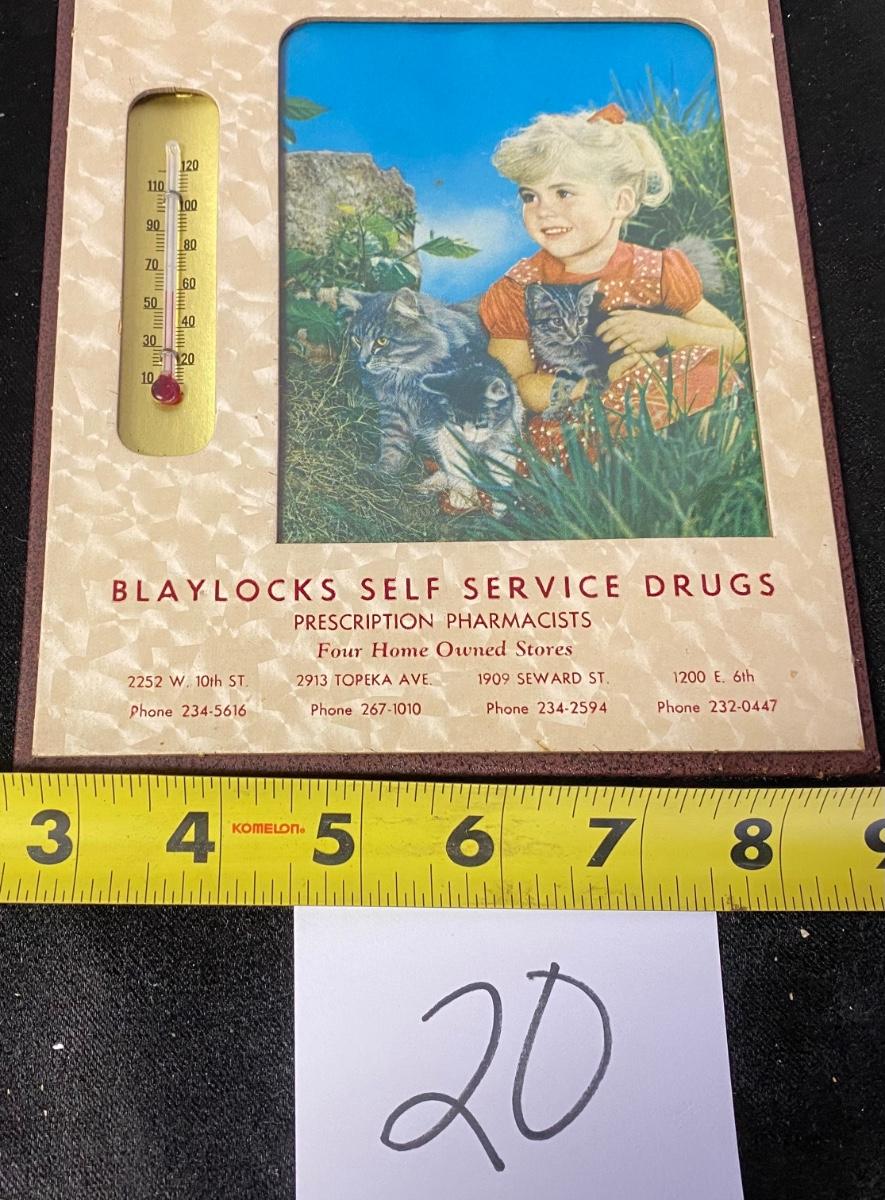 120
110
100
90
80
70
60
50
40
30
20
10
BLAYLOCKS SELF SERVICE DRUGS
PRESCRIPTION PHARMACISTS
Four Home Owned Stores
2252 W. 10th ST. 2913 TOPEKA AVE. 1909 SEWARD ST. 1200 E. 6th
Phone 234-5616 Phone 267-1010 Phone 234-2594 Phone 232-0447
3 4 KOMELON® 5 6 7 8 9
20